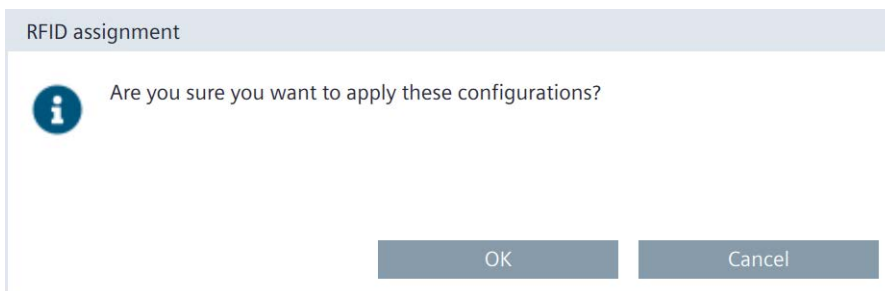 RFID assignment
Are you sure you want to apply these configurations?
OK Cancel